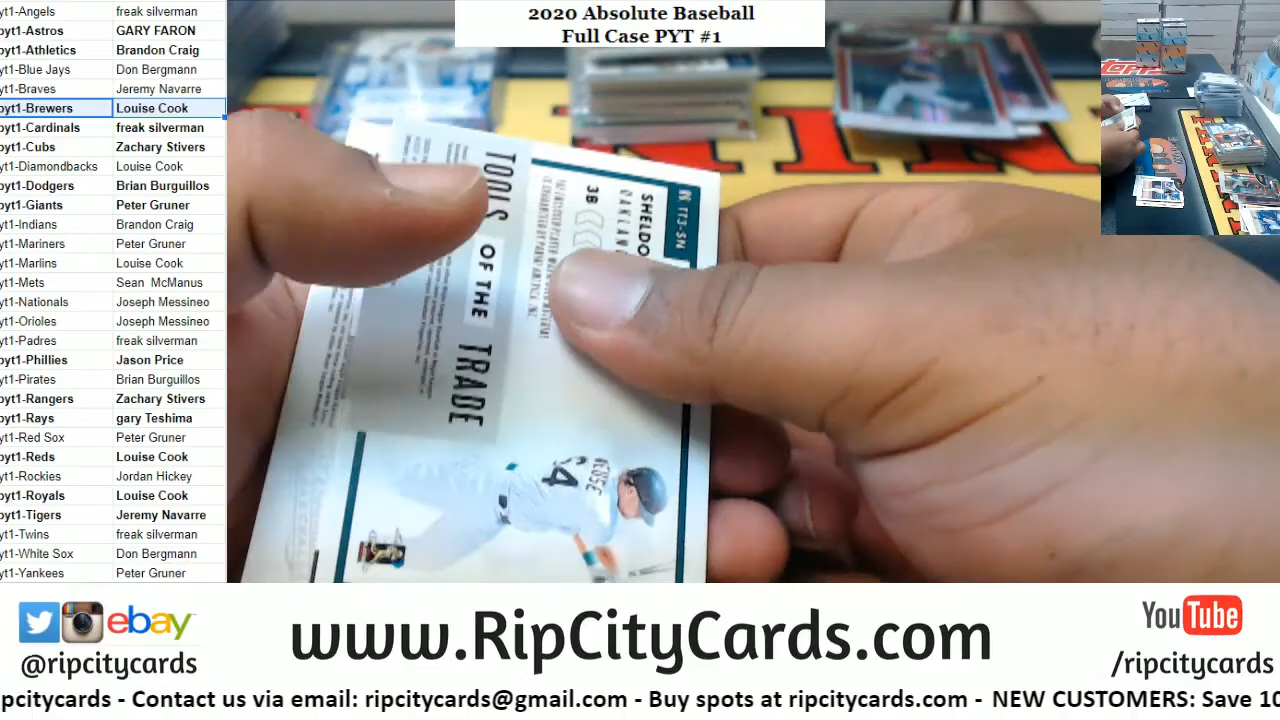 2020 Absolute Baseball
Full Case PYT #1
yt1-Angels freak silverman
pyt1-Astros GARY FARON
pyt1-Athletics Brandon Craig
yt1-Blue Jays Don Bergmann
yt1-Braves Jeremy Navarre
pyt1-Brewers Louise Cook
pyt1-Cardinals freak silverman
pyt1-Cubs Zachary Stivers
yt1-Diamondbacks Louise Cook
pyt1-Dodgers Brian Burguillos
pyt1-Giants Peter Gruner
yt1-Indians Brandon Craig
yt1-Mariners Peter Gruner
yt1-Marlins Louise Cook
yt1-Mets Sean McManus
yt1-Nationals Joseph Messineo
yt1-Orioles Joseph Messineo
yt1-Padres freak silverman
pyt1-Phillies Jason Price
yt1-Pirates Brian Burguillos
pyt1-Rangers Zachary Stivers
pyt1-Rays gary Teshima
yt1-Red Sox Peter Gruner
pyt1-Reds Louise Cook
yt1-Rockies Jordan Hickey
pyt1-Royals Louise Cook
pyt1-Tigers Jeremy Navarre
yt1-Twins freak silverman
yt1-White Sox Don Bergmann
yt1-Yankees Peter Gruner
TT3-SN
SHELDO
OAKLAN
3B
TOOLS OF THE TRADE
NEUSE
64
ebay
@ripcitycards
www.RipCityCards.com
YouTube
/ripcitycards
pcitycards - Contact us via email: ripcitycards@gmail.com - Buy spots at ripcitycards.com - NEW CUSTOMERS: Save 10